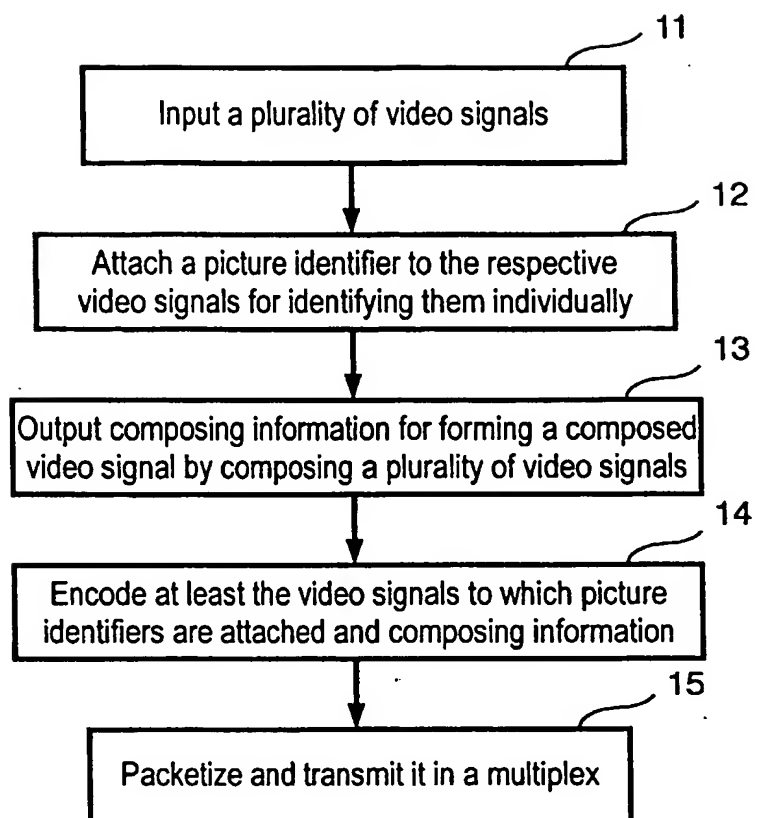 11
Input a plurality of video signals
12
Attach a picture identifier to the respective
video signals for identifying them individually
13
Output composing information for forming a composed
video signal by composing a plurality of video signals
14
Encode at least the video signals to which picture
identifiers are attached and composing information
15
Packetize and transmit it in a multiplex